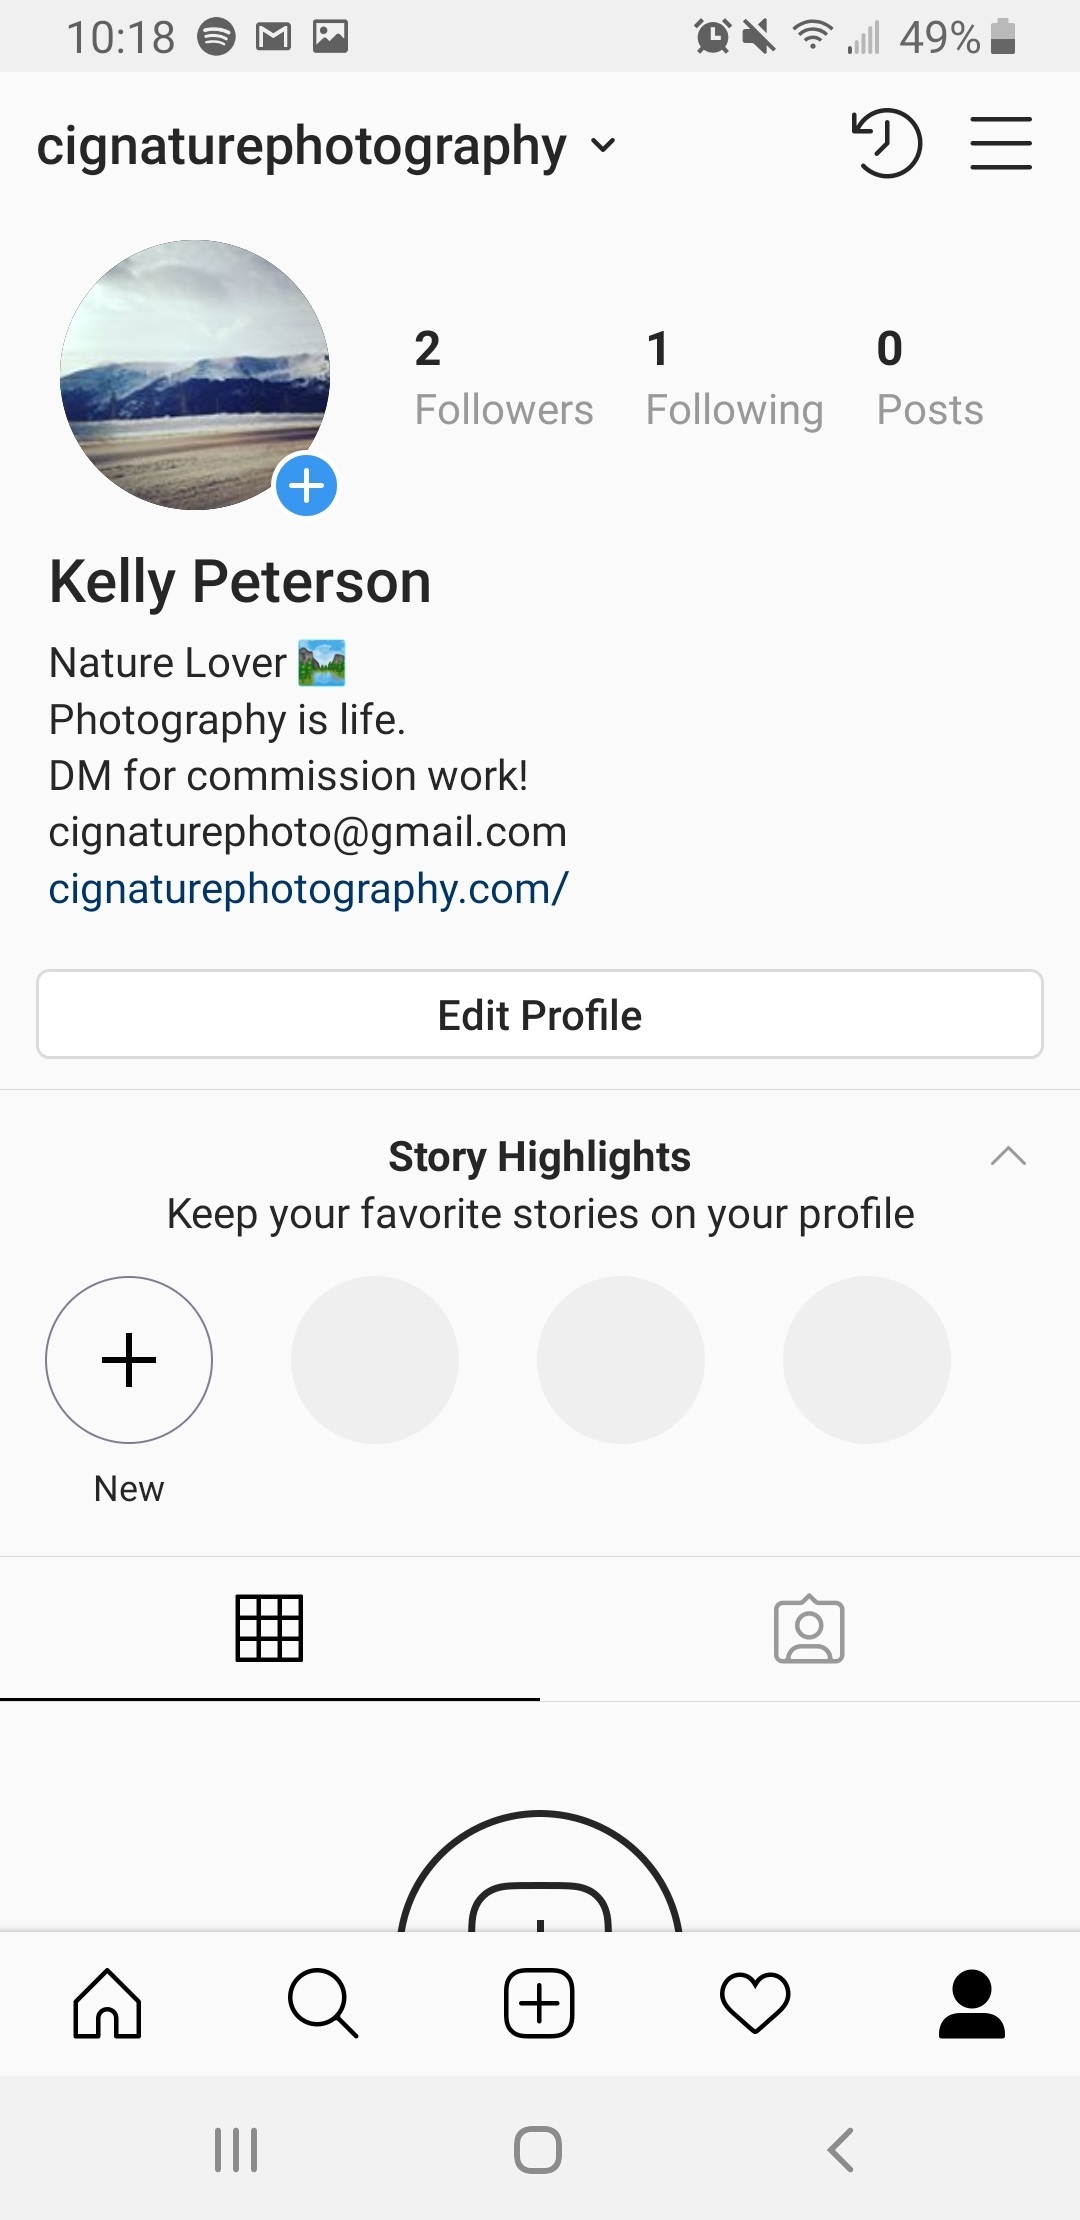 10:18 49%
cignaturephotography
2 1 0
Followers Following Posts
Kelly Peterson
Nature Lover 🏞
Photography is life.
DM for commission work!
cignaturephoto@gmail.com
cignaturephotography.com/
Edit Profile
Story Highlights
Keep your favorite stories on your profile
New